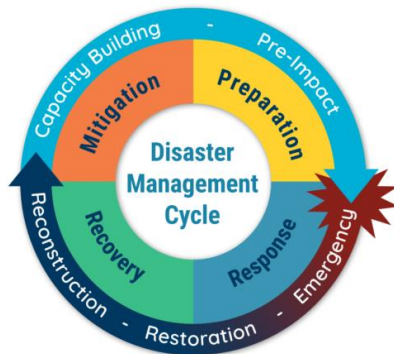 Capacity Building - Pre-Impact
Mitigation
Preparation
Disaster
Management
Cycle
Recovery
Response
Reconstruction - Restoration - Emergency